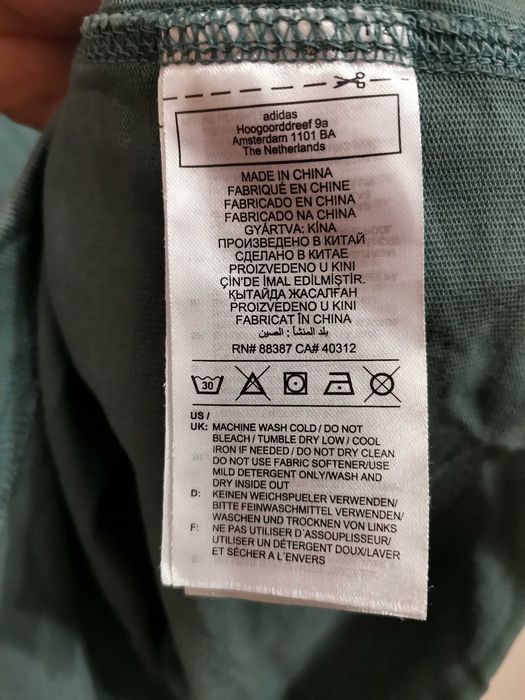 adidas
Hoogoorddreef 9a
Amsterdam 1101 BA
The Netherlands
MADE IN CHINA
FABRIQUÉ EN CHINE
FABRICADO EN CHINA
FABRICADO NA CHINA
GYÁRTVA: KÍNA
ПРОИЗВЕДЕНО В КИТАЙ
СДЕЛАНО В КИТАЕ
PROIZVEDENO U KINI
ÇİN'DE İMAL EDİLMİŞTİR.
ҚЫТАЙДА ЖАСАЛҒАН
PROIZVEDENO U KINI
FABRICAT ÎN CHINA
بلد المنشأ : الصين
RN# 88387 CA# 40312
30
US /
UK: MACHINE WASH COLD / DO NOT
BLEACH / TUMBLE DRY LOW / COOL
IRON IF NEEDED / DO NOT DRY CLEAN
DO NOT USE FABRIC SOFTENER/USE
MILD DETERGENT ONLY/WASH AND
DRY INSIDE OUT
D: KEINEN WEICHSPUELER VERWENDEN/
BITTE FEINWASCHMITTEL VERWENDEN/
WASCHEN UND TROCKNEN VON LINKS
F: NE PAS UTILISER D´ASSOUPLISSEUR/
UTILISER UN DÉTERGENT DOUX/LAVER
ET SÉCHER A L´ENVERS